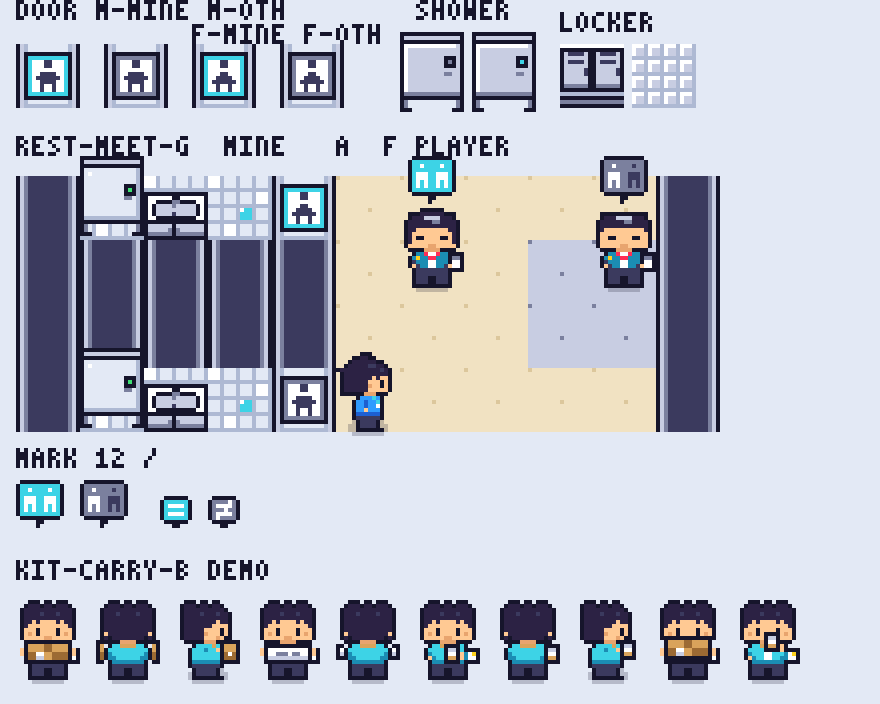 DOOR M-MINE M-OTH
F-MINE F-OTH
SHOWER
LOCKER
REST-MEET-G MINE A F PLAYER
MARK 12 /
KIT-CARRY-B DEMO